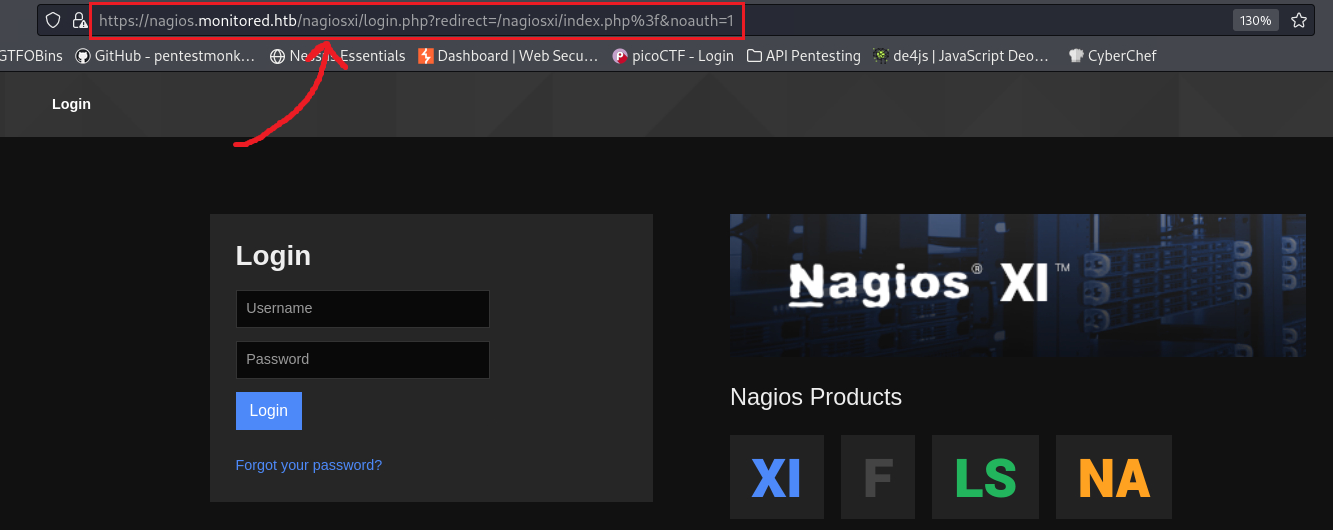 https://nagios.monitored.htb/nagiosxi/login.php?redirect=/nagiosxi/index.php%3f&noauth=1 130%
GTFOBins GitHub - pentestmonk… Nessus Essentials Dashboard | Web Secu… picoCTF - Login API Pentesting de4js | JavaScript Deo… CyberChef
Login
Login
Username
Password
Login
Forgot your password?
Nagios® XI™
Nagios Products
XI F LS NA